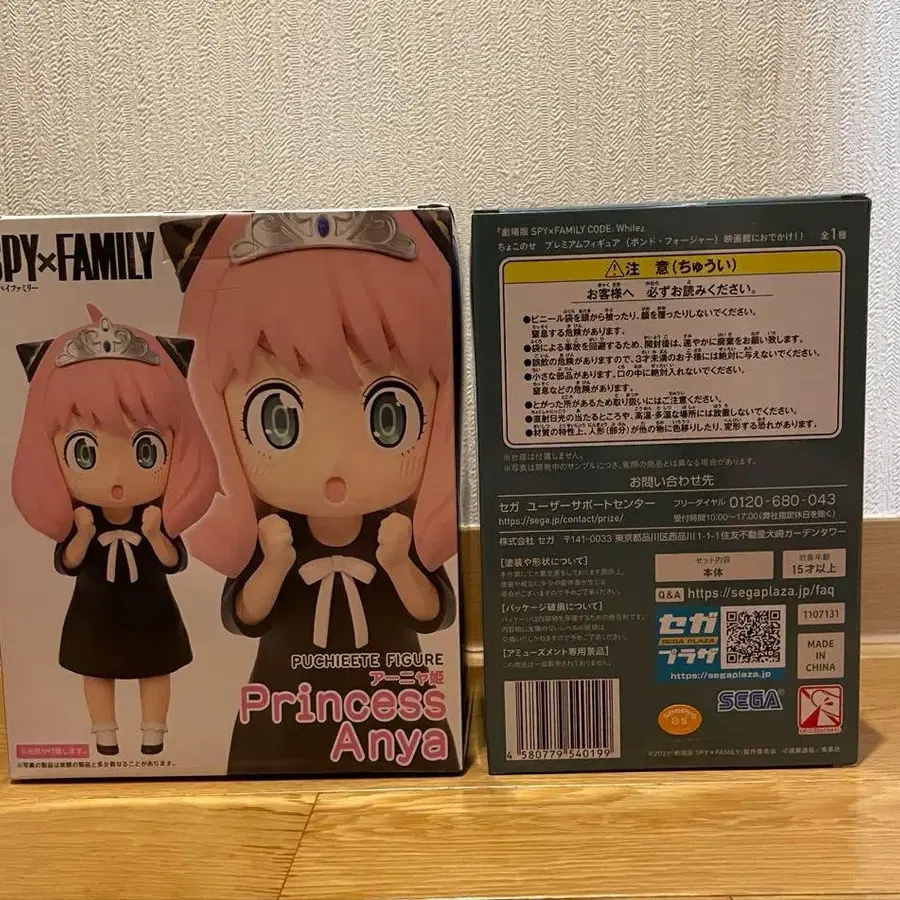 SPY×FAMILY
パイファミリー
PUCHIEETE FIGURE
アーニャ姫
Princess
Anya
※台座が付属します。
※写真の製品は実際の製品と多少異なることがあります。
『劇場版 SPY×FAMILY CODE: White』
ちょこのせ プレミアムフィギュア（ボンド・フォージャー）映画館におでかけ!! 全1種
⚠注 意(ちゅうい)
お客様へ 必ずお読みください。
●ビニール袋を頭から被ったり、顔を覆ったりしないでください。
窒息する危険があります。
●袋による事故を回避するため、開封後は、速やかに廃棄をお願い致します。
●誤飲の危険がありますので、3才未満のお子様には絶対に与えないでください。
●小さな部品があります。口の中に絶対入れないでください。
窒息などの危険があります。
●とがった所があるため取り扱いにはご注意ください。
●直射日光の当たるところや、高温・多湿な場所には放置しないでください。
●材質の特性上、人形(部分)が他の物に色移りしたり、変形する恐れがあります。
※台座は付属しません。
※写真は開発中のサンプルにつき、実際の商品とは異なる場合があります。
お問い合わせ先
セガ ユーザーサポートセンター フリーダイヤル 0120-680-043
https://sega.jp/contact/prize/ 受付時間10:00～17:00(弊社指定休日を除く)
株式会社 セガ 〒141-0033 東京都品川区西品川1-1-1住友不動産大崎ガーデンタワー
[塗装や形状について]
[パッケージ破損について]
[アミューズメント専用景品]
この商品は一般販売されておりません。
セット内容
本体
対象年齢
15才以上
Q&A https://segaplaza.jp/faq
セガ
SEGA PLAZA
プラザ
https://segaplaza.jp
1107131
MADE IN
CHINA
SEGA
4 580779 540199